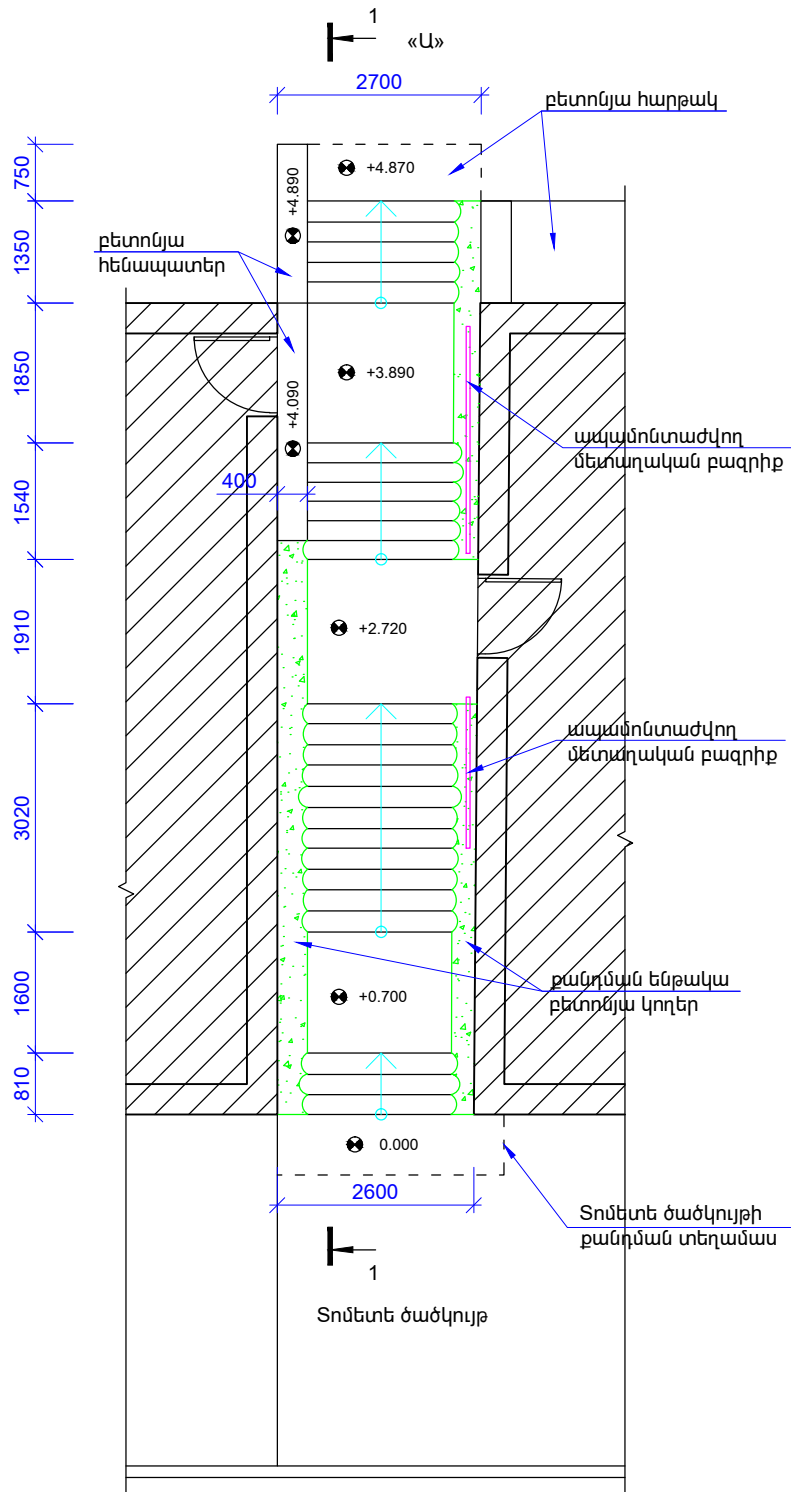 1
«Ա»
2700
բետոնյա հարթակ
750
+4.870
+4.890
1350
բետոնյա
հենապատեր
1850
+3.890
+4.090
ապամոնտաժվող
մետաղական բազրիք
400
1540
1910
+2.720
ապամոնտաժվող
մետաղական բազրիք
3020
քանդման ենթակա
բետոնյա կողեր
1600
+0.700
810
0.000
2600
Տոմետե ծածկույթի
քանդման տեղամաս
1
Տոմետե ծածկույթ